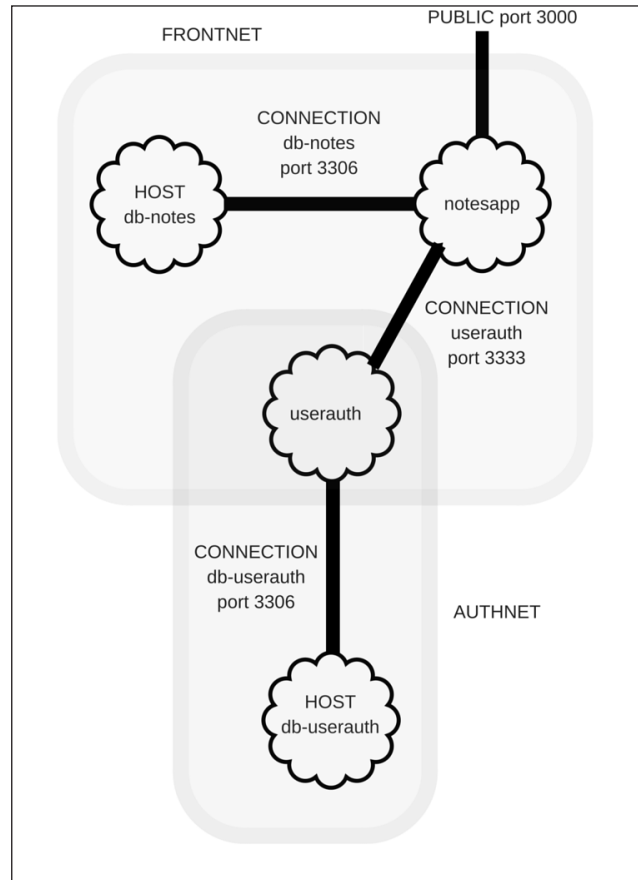 PUBLIC port 3000
FRONTNET
CONNECTION
db-notes
port 3306
HOST
db-notes
notesapp
CONNECTION
userauth
port 3333
userauth
CONNECTION
db-userauth
port 3306
AUTHNET
HOST
db-userauth